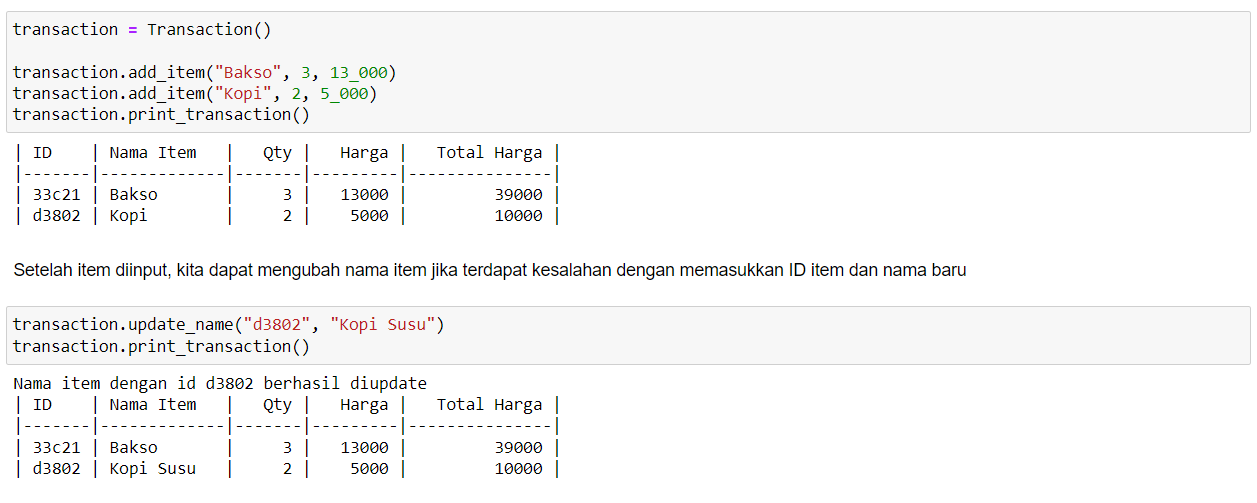 transaction = Transaction()
transaction.add_item("Bakso", 3, 13_000)
transaction.add_item("Kopi", 2, 5_000)
transaction.print_transaction()
| ID    | Nama Item   |   Qty |   Harga |   Total Harga |
|-------|-------------|-------|---------|---------------|
| 33c21 | Bakso       |     3 |   13000 |         39000 |
| d3802 | Kopi        |     2 |    5000 |         10000 |
Setelah item diinput, kita dapat mengubah nama item jika terdapat kesalahan dengan memasukkan ID item dan nama baru
transaction.update_name("d3802", "Kopi Susu")
transaction.print_transaction()
Nama item dengan id d3802 berhasil diupdate
| ID    | Nama Item   |   Qty |   Harga |   Total Harga |
|-------|-------------|-------|---------|---------------|
| 33c21 | Bakso       |     3 |   13000 |         39000 |
| d3802 | Kopi Susu   |     2 |    5000 |         10000 |